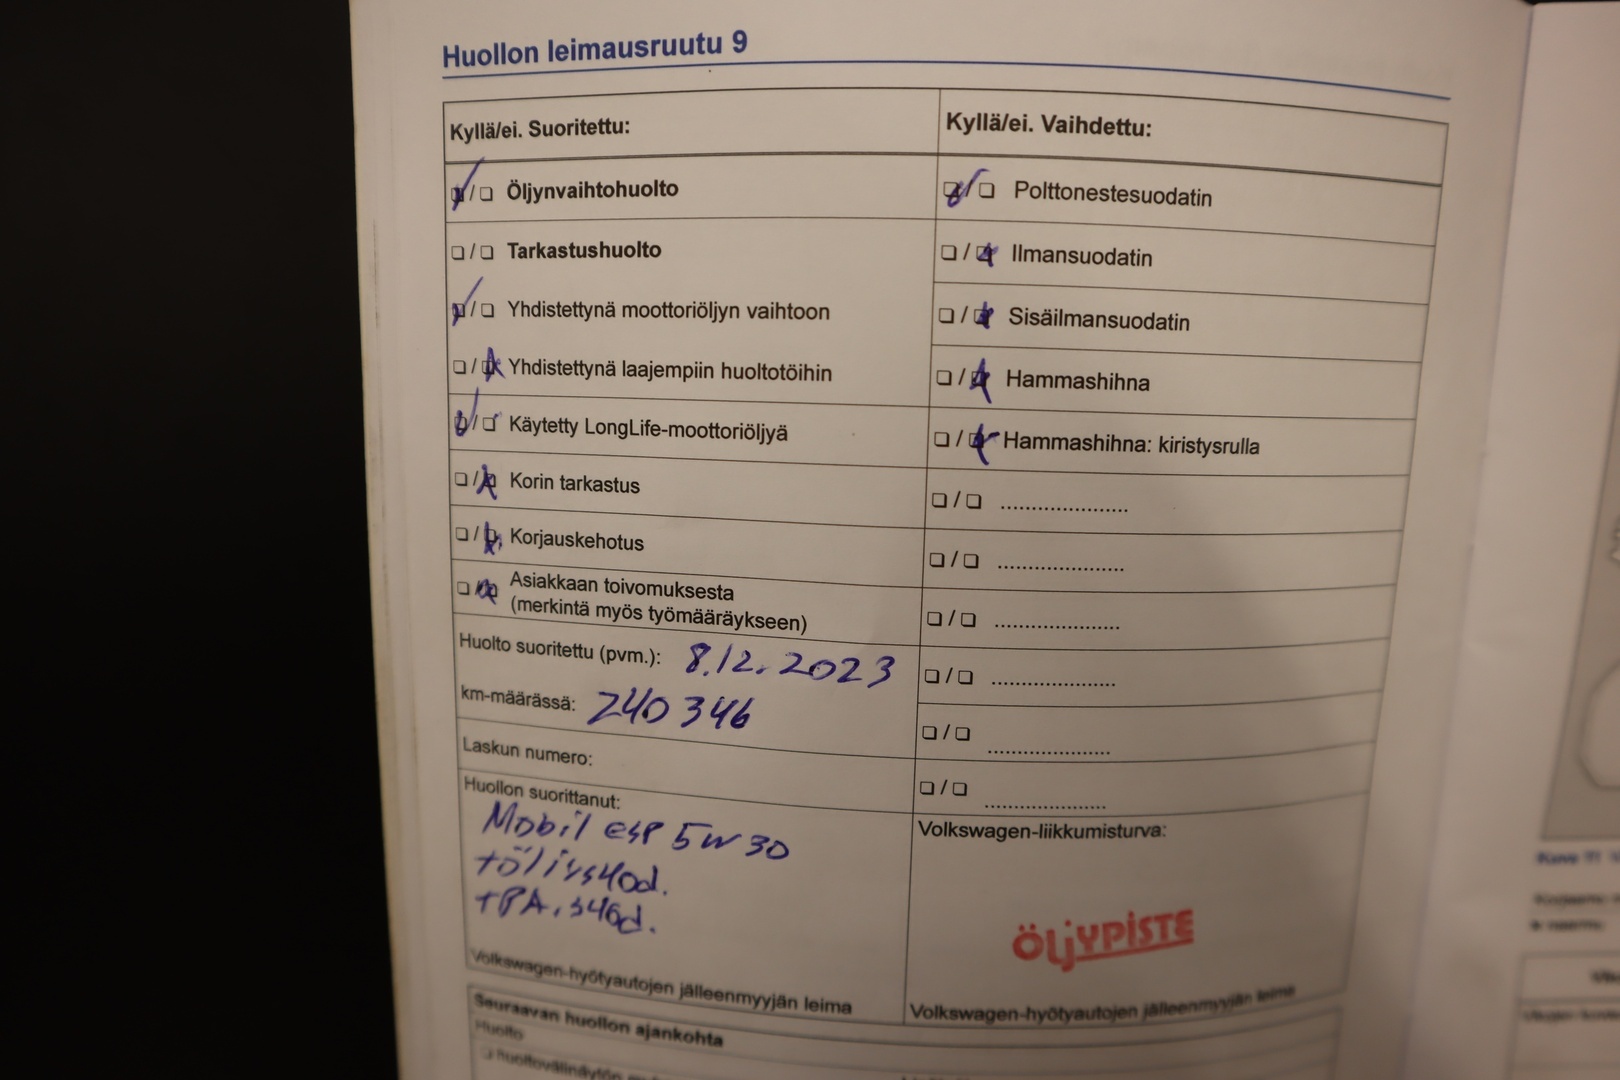 Huollon leimausruutu 9
Kyllä/ei. Suoritettu:
Öljynvaihtohuolto
Tarkastushuolto
Yhdistettynä moottoriöljyn vaihtoon
Yhdistettynä laajempiin huoltotöihin
Käytetty LongLife-moottoriöljyä
Korin tarkastus
Korjauskehotus
Asiakkaan toivomuksesta
(merkintä myös työmääräykseen)
Huolto suoritettu (pvm.): 8.12.2023
km-määrässä: 240 346
Laskun numero:
Huollon suorittanut:
Mobil ESP 5W30
Volkswagen-hyötyautojen jälleenmyyjän leima
Kyllä/ei. Vaihdettu:
Polttonestesuodatin
Ilmansuodatin
Sisäilmansuodatin
Hammashihna
Hammashihna: kiristysrulla
Volkswagen-liikkumisturva:
ÖLJYPISTE
Volkswagen-hyötyautojen jälleenmyyjän leima
Seuraavan huollon ajankohta
Huolto